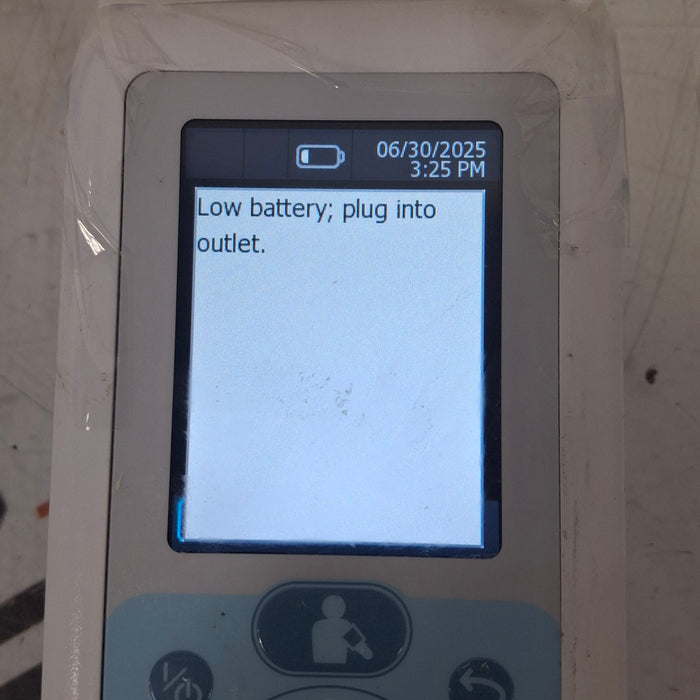 06/30/2025
3:25 PM
Low battery; plug into
outlet.